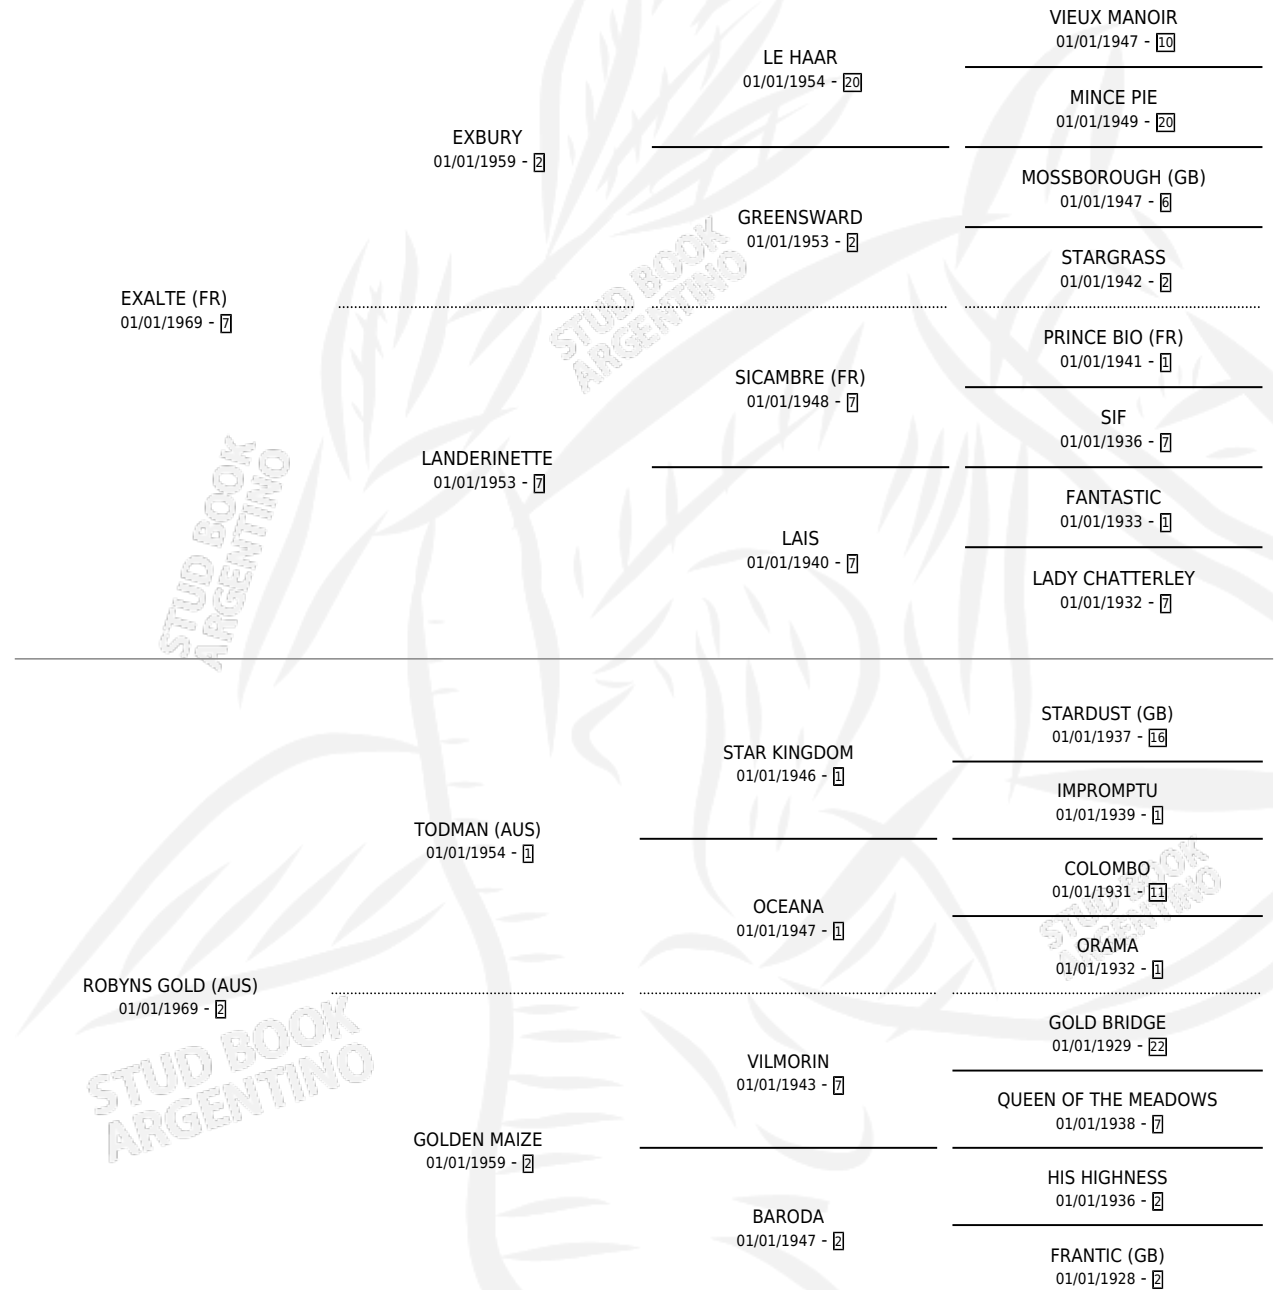 EXALTE (FR)
01/01/1969 - 7
EXBURY
01/01/1959 - 2
LANDERINETTE
01/01/1953 - 7
LE HAAR
01/01/1954 - 20
GREENSWARD
01/01/1953 - 2
SICAMBRE (FR)
01/01/1948 - 7
LAIS
01/01/1940 - 7
VIEUX MANOIR
01/01/1947 - 10
MINCE PIE
01/01/1949 - 20
MOSSBOROUGH (GB)
01/01/1947 - 6
STARGRASS
01/01/1942 - 2
PRINCE BIO (FR)
01/01/1941 - 1
SIF
01/01/1936 - 7
FANTASTIC
01/01/1933 - 1
LADY CHATTERLEY
01/01/1932 - 7
ROBYNS GOLD (AUS)
01/01/1969 - 2
TODMAN (AUS)
01/01/1954 - 1
GOLDEN MAIZE
01/01/1959 - 2
STAR KINGDOM
01/01/1946 - 1
OCEANA
01/01/1947 - 1
VILMORIN
01/01/1943 - 7
BARODA
01/01/1947 - 2
STARDUST (GB)
01/01/1937 - 16
IMPROMPTU
01/01/1939 - 1
COLOMBO
01/01/1931 - 11
ORAMA
01/01/1932 - 1
GOLD BRIDGE
01/01/1929 - 22
QUEEN OF THE MEADOWS
01/01/1938 - 7
HIS HIGHNESS
01/01/1936 - 2
FRANTIC (GB)
01/01/1928 - 2
STUD BOOK
ARGENTINO
STUD BOOK
ARGENTINO
STUD BOOK
ARGENTINO
STUD BOOK
ARGENTINO